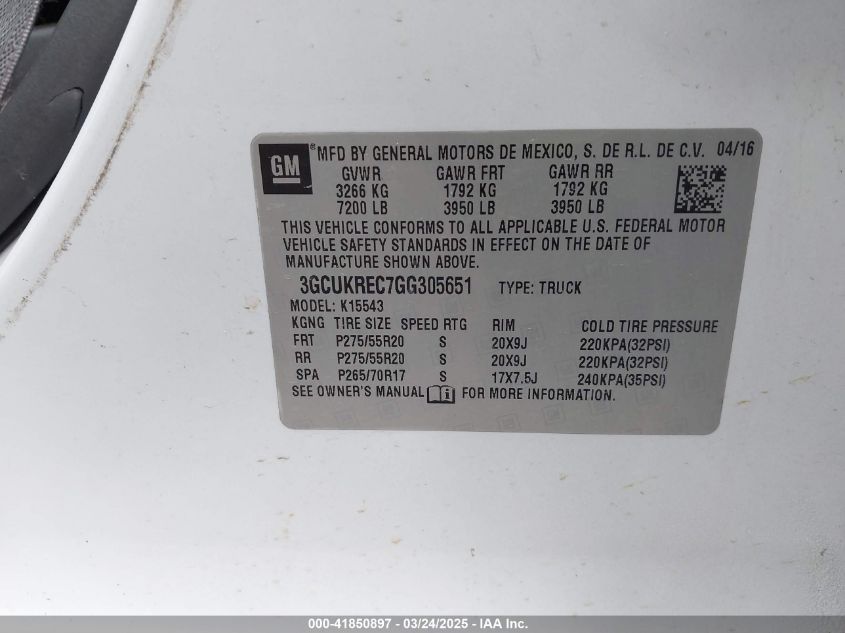 GM ® MFD BY GENERAL MOTORS DE MEXICO, S. DE R.L. DE C.V. 04/16
GVWR GAWR FRT GAWR RR
3266 KG 1792 KG 1792 KG
7200 LB 3950 LB 3950 LB
THIS VEHICLE CONFORMS TO ALL APPLICABLE U.S. FEDERAL MOTOR
VEHICLE SAFETY STANDARDS IN EFFECT ON THE DATE OF
MANUFACTURE SHOWN ABOVE.
3GCUKREC7GG305651 TYPE: TRUCK
MODEL: K15543
KGNG TIRE SIZE SPEED RTG RIM COLD TIRE PRESSURE
FRT P275/55R20 S 20X9J 220KPA(32PSI)
RR P275/55R20 S 20X9J 220KPA(32PSI)
SPA P265/70R17 S 17X7.5J 240KPA(35PSI)
SEE OWNER'S MANUAL FOR MORE INFORMATION.
000-41850897 - 03/24/2025 - IAA Inc.